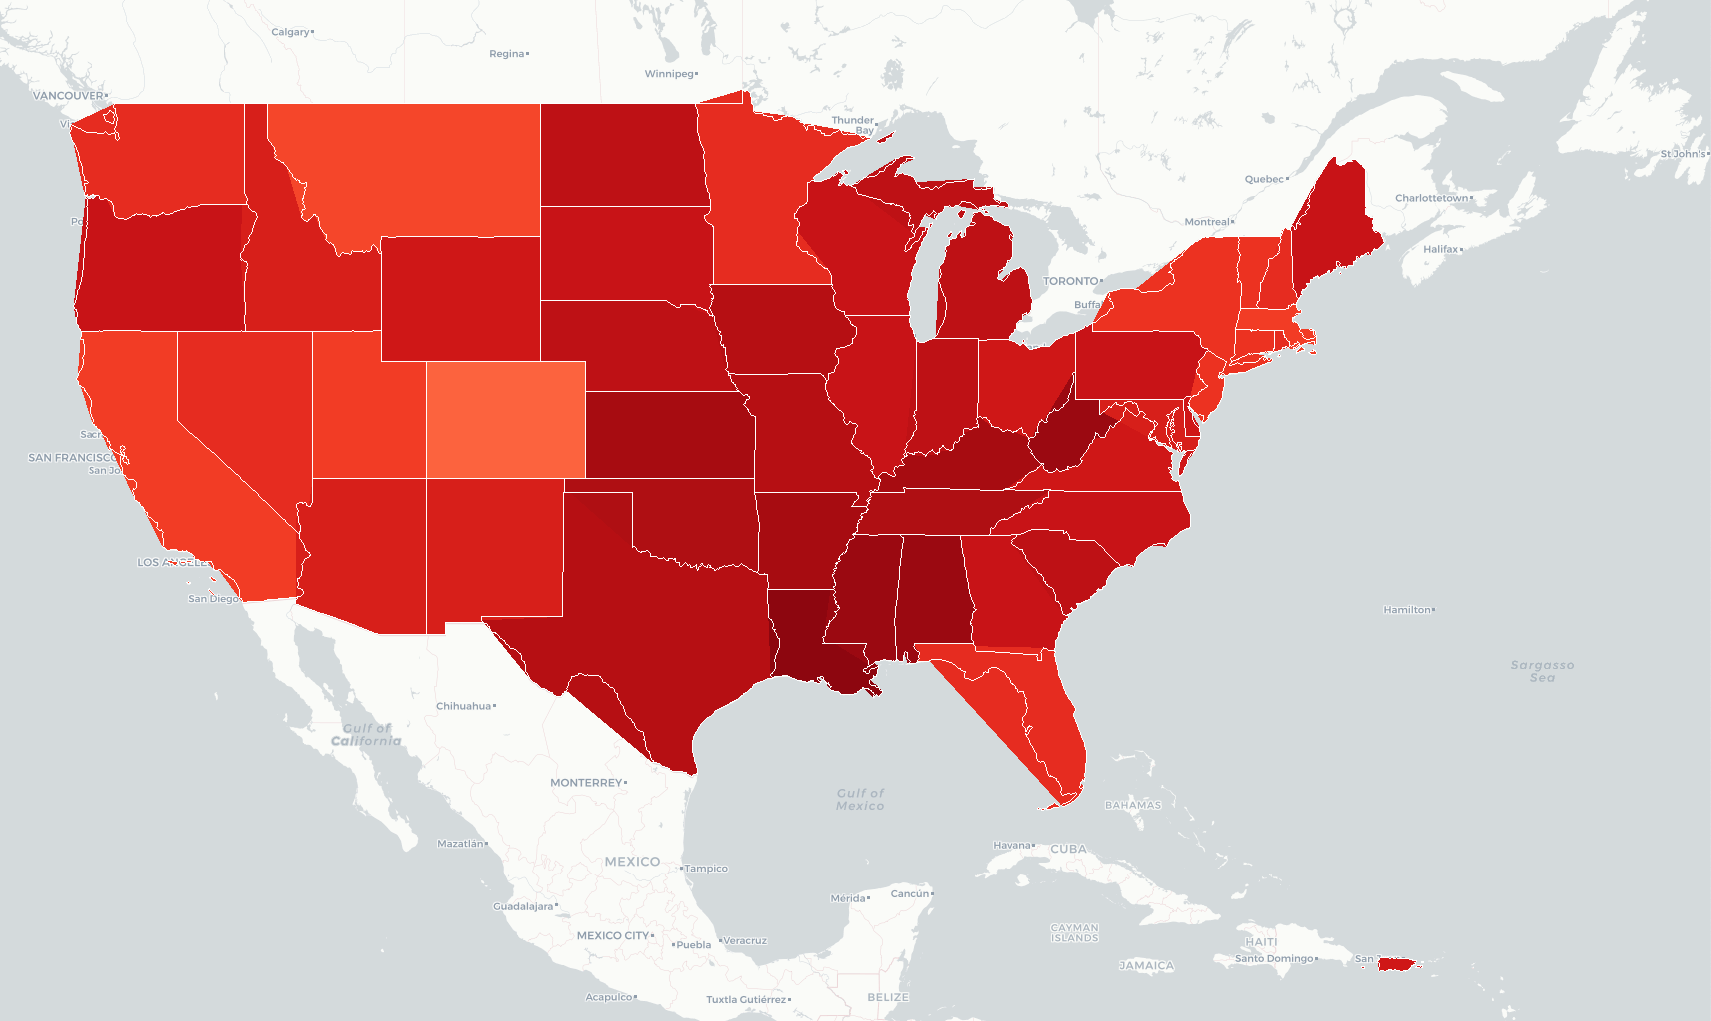 Calgary
Regina
Winnipeg
VANCOUVER
Thunder
Bay
St John's
Quebec
Charlottetown
Montreal
Halifax
TORONTO
Buffa
Vi
Po
Sacr
SAN FRANCISCO
San Jo
LOS ANGELES
San Diego
Hamilton
Sargasso
Sea
Chihuahua
Gulf of
California
MONTERREY
Gulf of
Mexico
BAHAMAS
Mazatlán
Havana
CUBA
MEXICO
Tampico
Mérida
Cancún
Guadalajara
MEXICO CITY
Puebla
Veracruz
CAYMAN
ISLANDS
HAITI
Santo Domingo
San J
JAMAICA
Acapulco
Tuxtla Gutiérrez
BELIZE